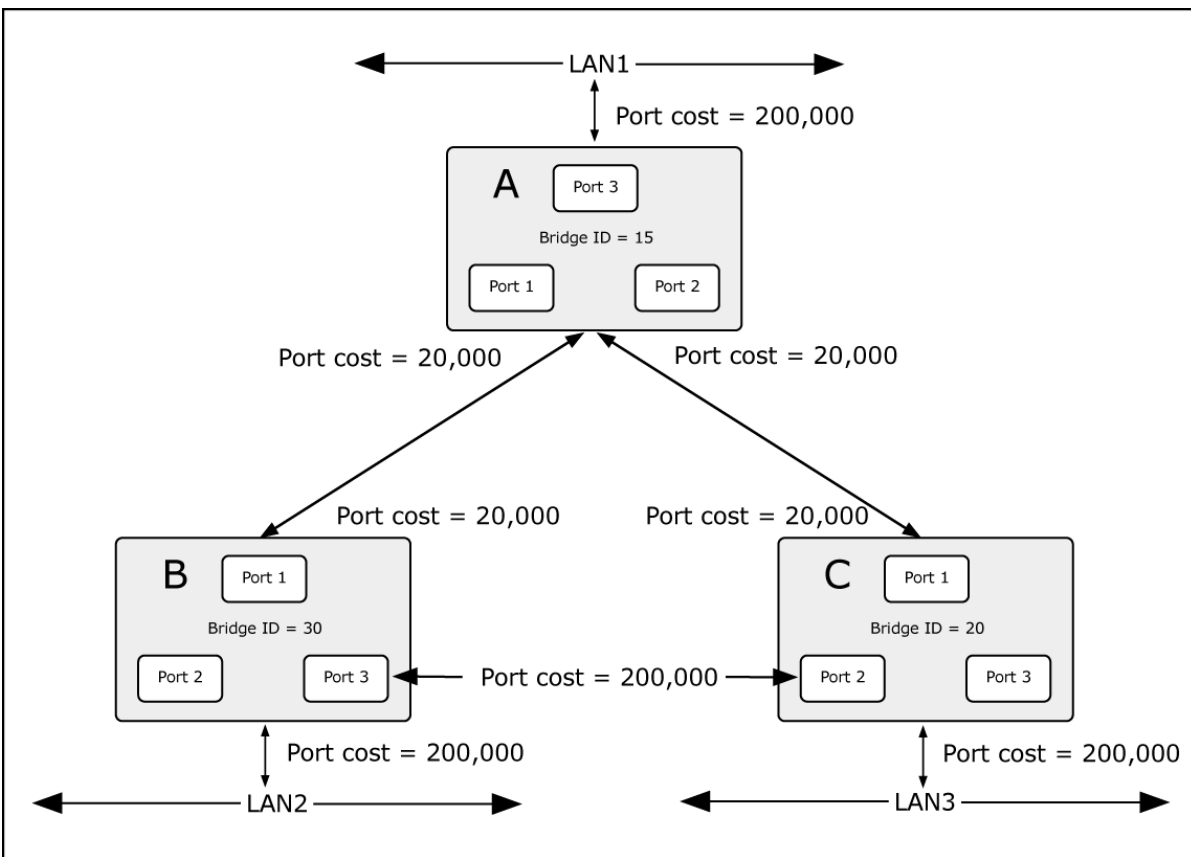 LAN1
Port cost = 200,000
A
Port 3
Bridge ID = 15
Port 1
Port 2
Port cost = 20,000
Port cost = 20,000
Port cost = 20,000
Port cost = 20,000
B
Port 1
Bridge ID = 30
Port 2
Port 3
Port cost = 200,000
C
Port 1
Bridge ID = 20
Port 2
Port 3
Port cost = 200,000
LAN2
Port cost = 200,000
LAN3